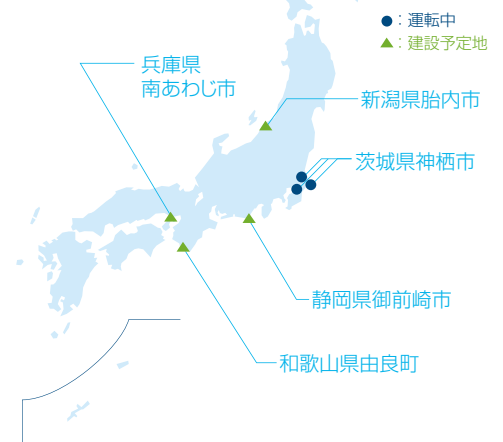 ●：運転中
▲：建設予定地
兵庫県
南あわじ市
新潟県胎内市
茨城県神栖市
静岡県御前崎市
和歌山県由良町